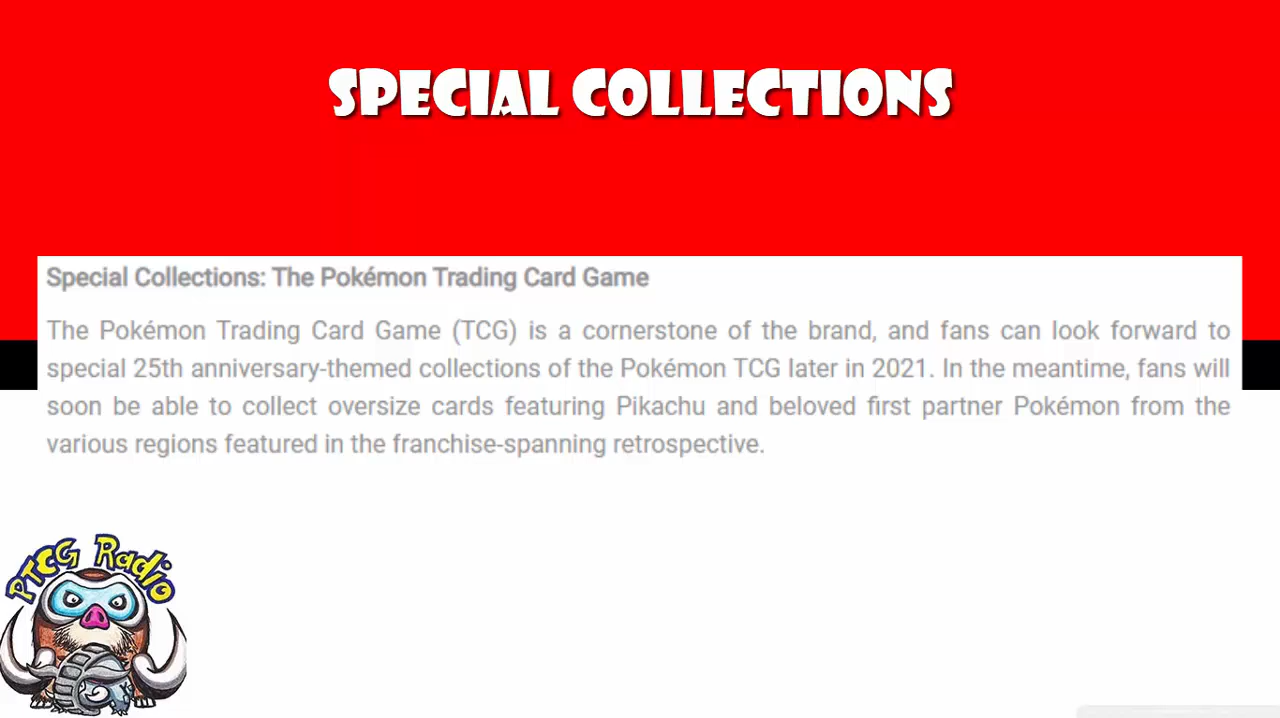 SPECIAL COLLECTIONS
Special Collections: The Pokémon Trading Card Game
The Pokémon Trading Card Game (TCG) is a cornerstone of the brand, and fans can look forward to
special 25th anniversary-themed collections of the Pokémon TCG later in 2021. In the meantime, fans will
soon be able to collect oversize cards featuring Pikachu and beloved first partner Pokémon from the
various regions featured in the franchise-spanning retrospective.
PTCG Radio